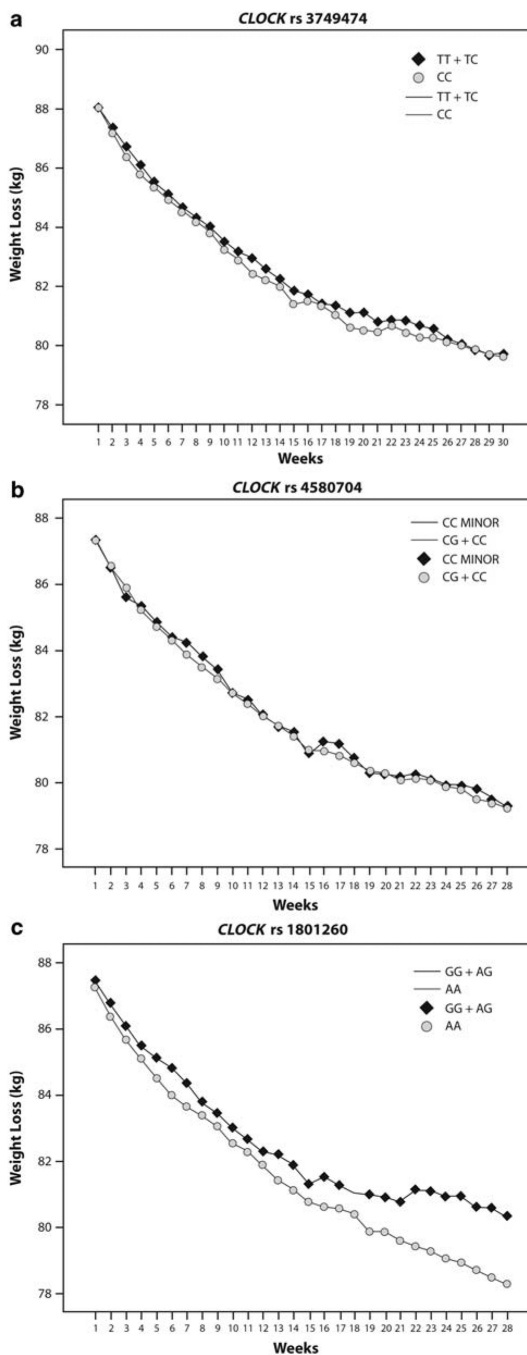 a
CLOCK rs 3749474
90
88
86
84
82
80
78
Weight Loss (kg)
TT + TC
CC
TT + TC
CC
1 2 3 4 5 6 7 8 9 10 11 12 13 14 15 16 17 18 19 20 21 22 23 24 25 26 27 28 29 30
Weeks
b
CLOCK rs 4580704
88
86
84
82
80
78
Weight Loss (kg)
CC MINOR
CG + CC
CC MINOR
CG + CC
1 2 3 4 5 6 7 8 9 10 11 12 13 14 15 16 17 18 19 20 21 22 23 24 25 26 27 28
Weeks
c
CLOCK rs 1801260
88
86
84
82
80
78
Weight Loss (kg)
GG + AG
AA
GG + AG
AA
1 2 3 4 5 6 7 8 9 10 11 12 13 14 15 16 17 18 19 20 21 22 23 24 25 26 27 28
Weeks